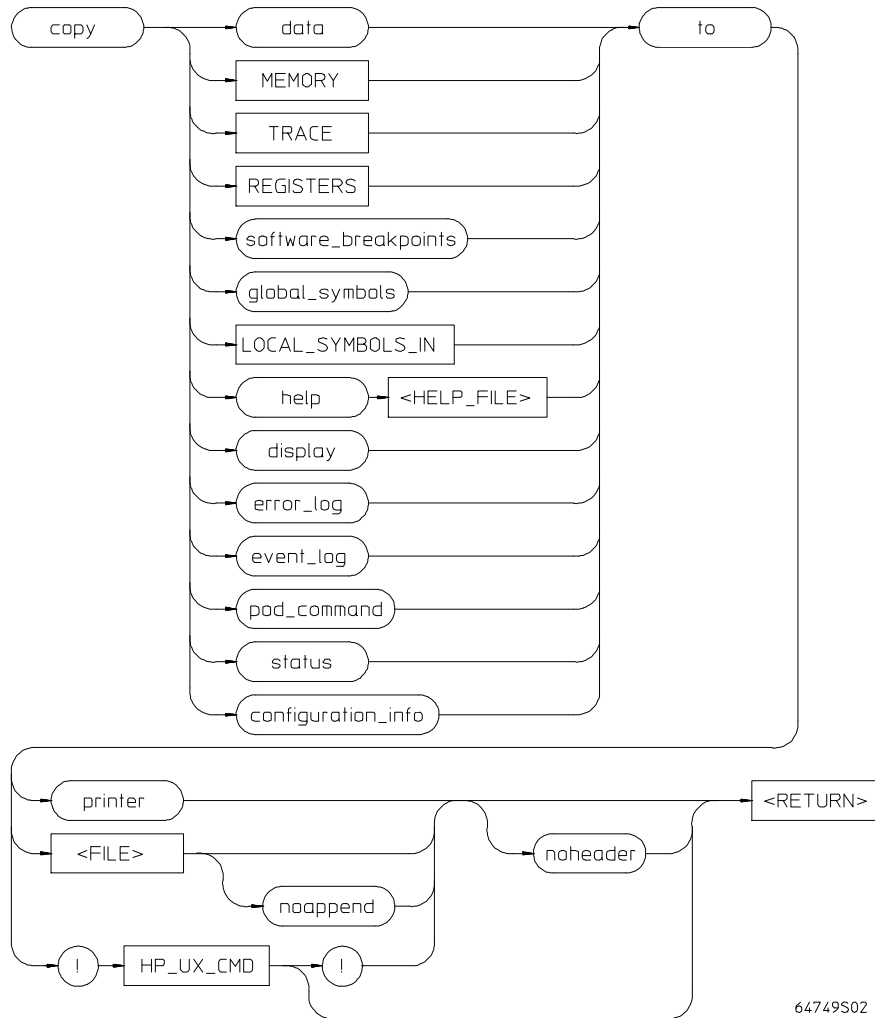 copy data to
MEMORY
TRACE
REGISTERS
software_breakpoints
global_symbols
LOCAL_SYMBOLS_IN
help <HELP_FILE>
display
error_log
event_log
pod_command
status
configuration_info
printer <RETURN>
<FILE> noheader
noappend
! HP_UX_CMD !
64749S02